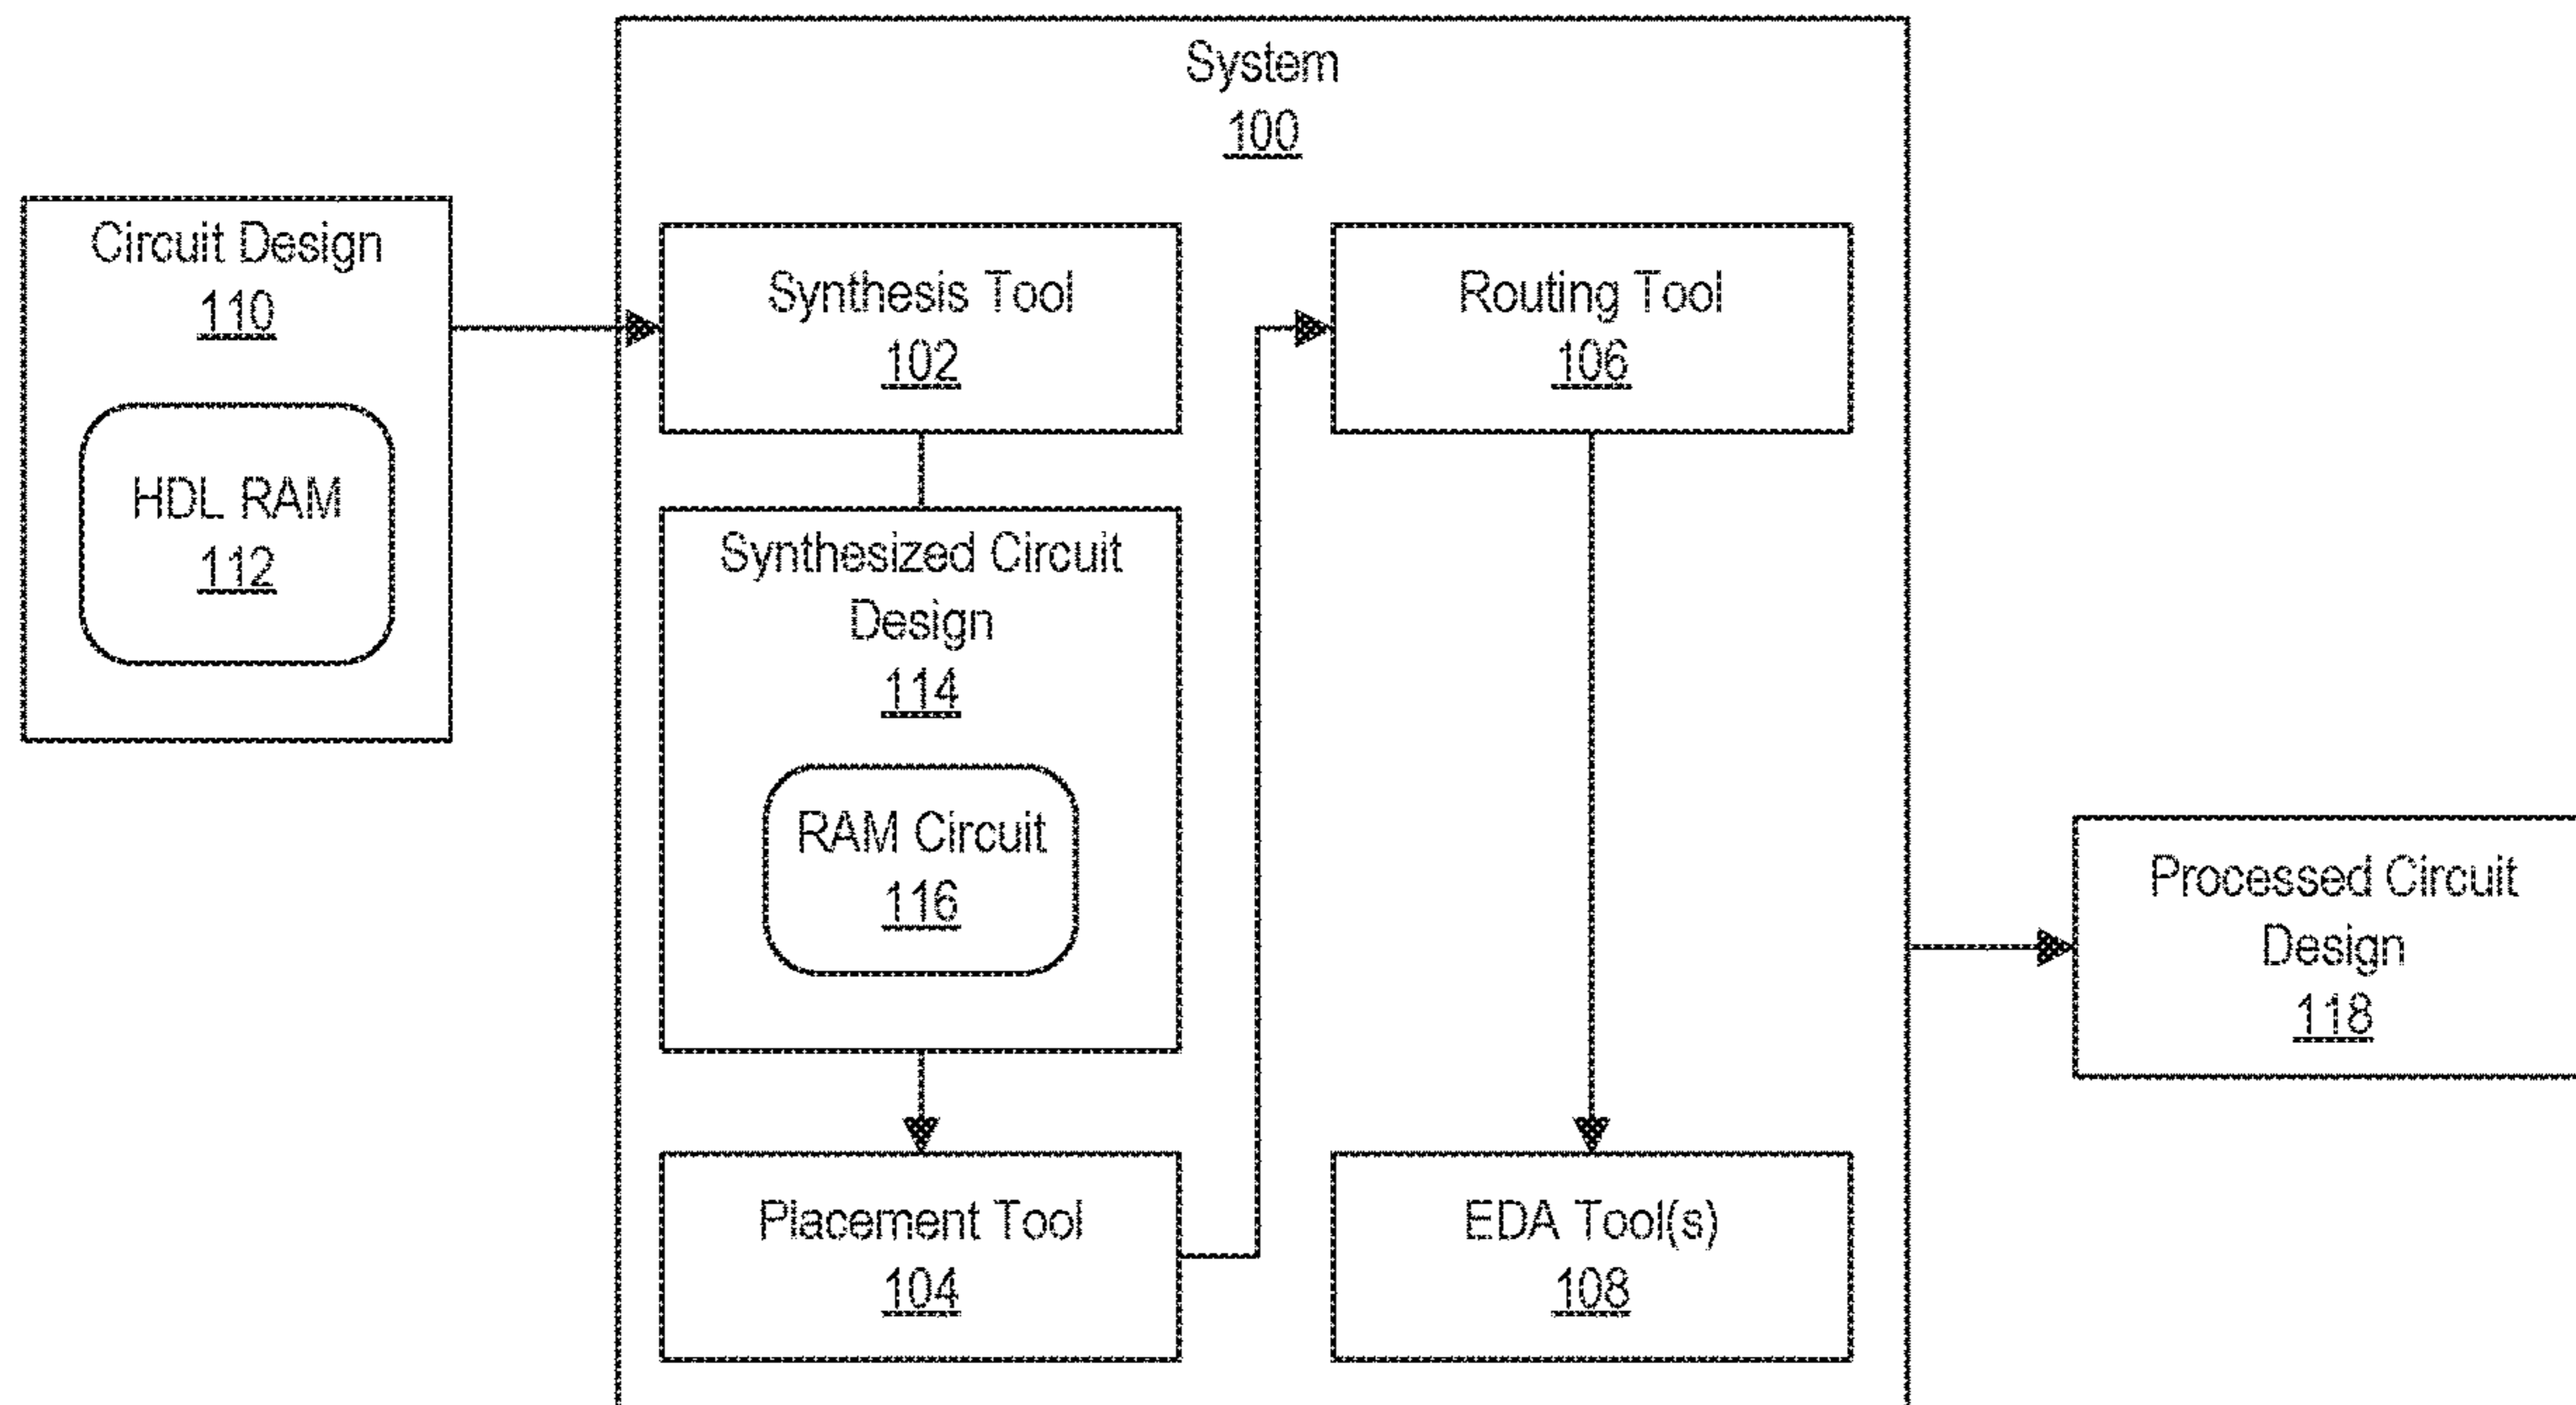 System
100
Circuit Design
110
HDL RAM
112
Synthesis Tool
102
Synthesized Circuit
Design
114
RAM Circuit
116
Placement Tool
104
Routing Tool
106
EDA Tool(s)
108
Processed Circuit
Design
118